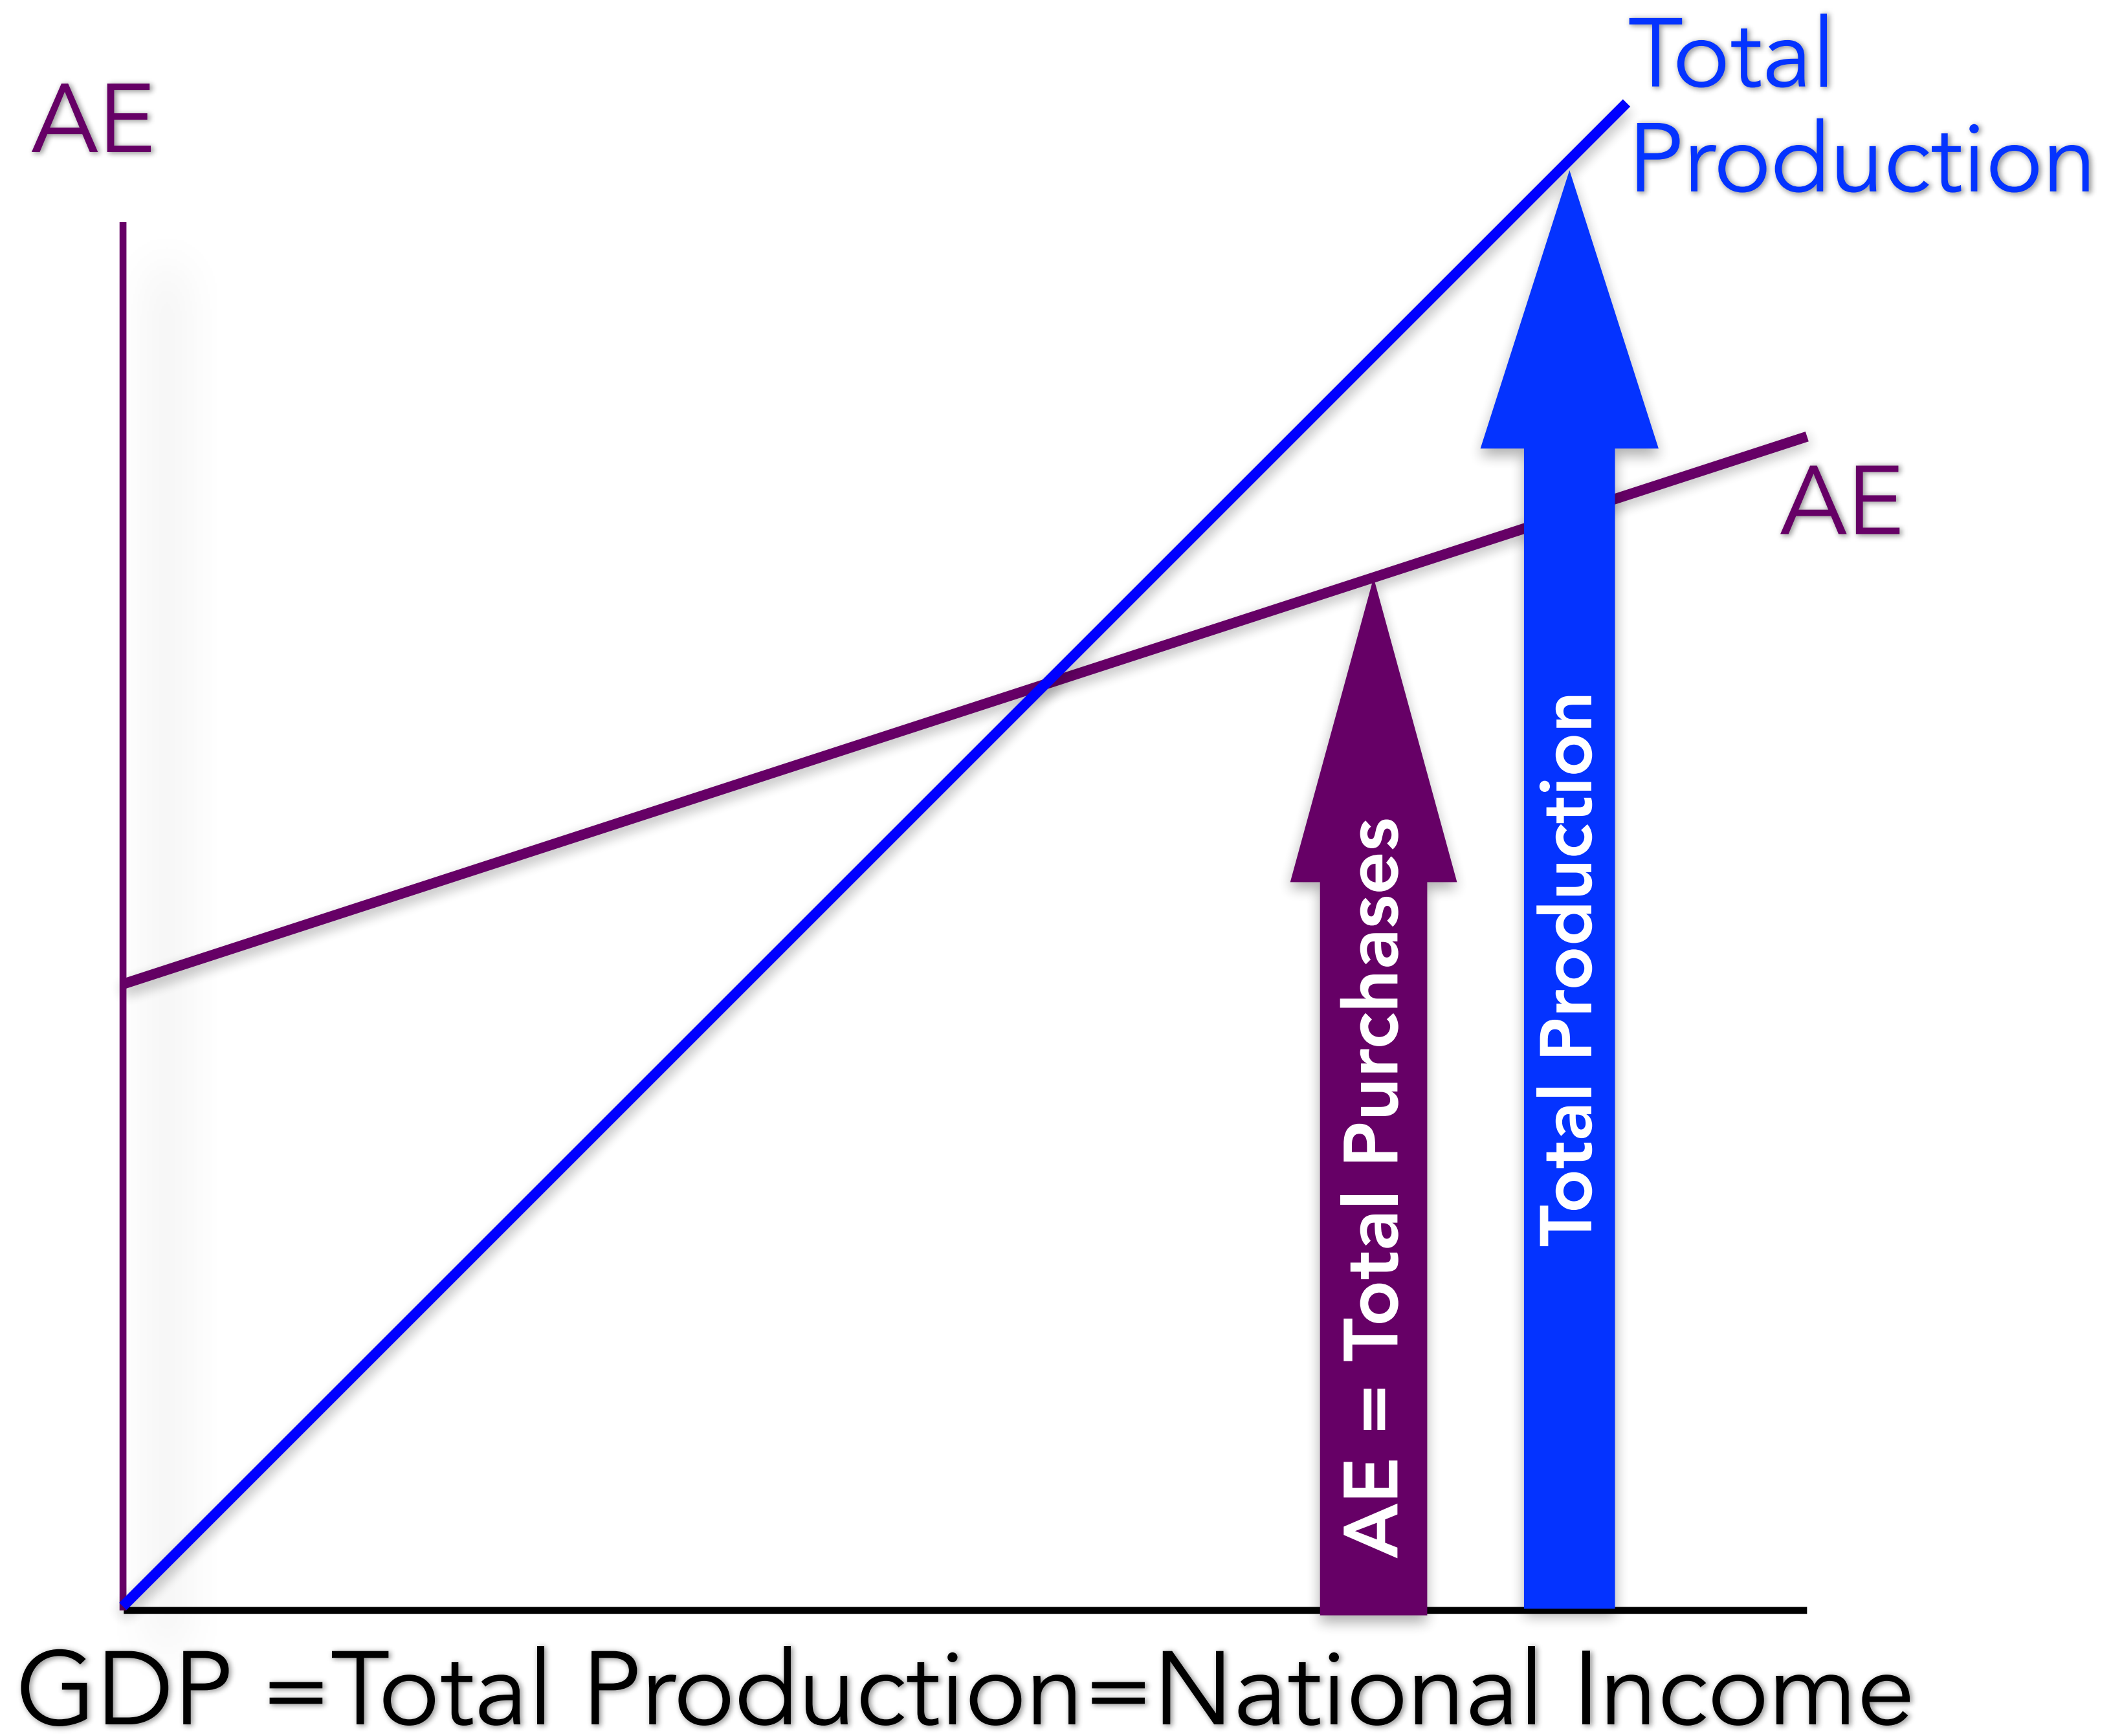 Total
Production
AE
AE
AE = Total Purchases
Total Production
GDP =Total Production=National Income